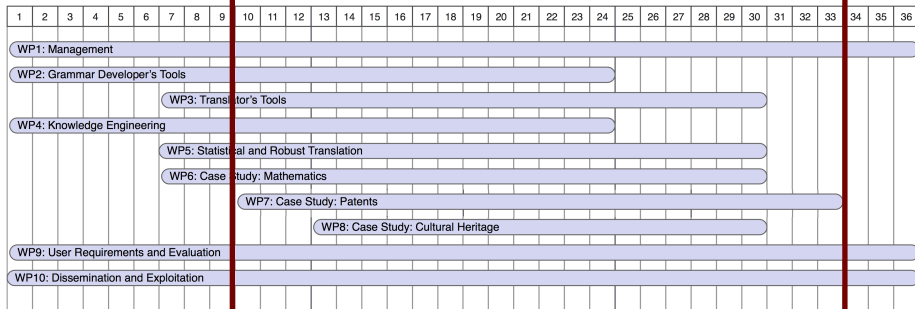 1 2 3 4 5 6 7 8 9 10 11 12 13 14 15 16 17 18 19 20 21 22 23 24 25 26 27 28 29 30 31 32 33 34 35 36
WP1: Management
WP2: Grammar Developer's Tools
WP3: Translator's Tools
WP4: Knowledge Engineering
WP5: Statistical and Robust Translation
WP6: Case Study: Mathematics
WP7: Case Study: Patents
WP8: Case Study: Cultural Heritage
WP9: User Requirements and Evaluation
WP10: Dissemination and Exploitation